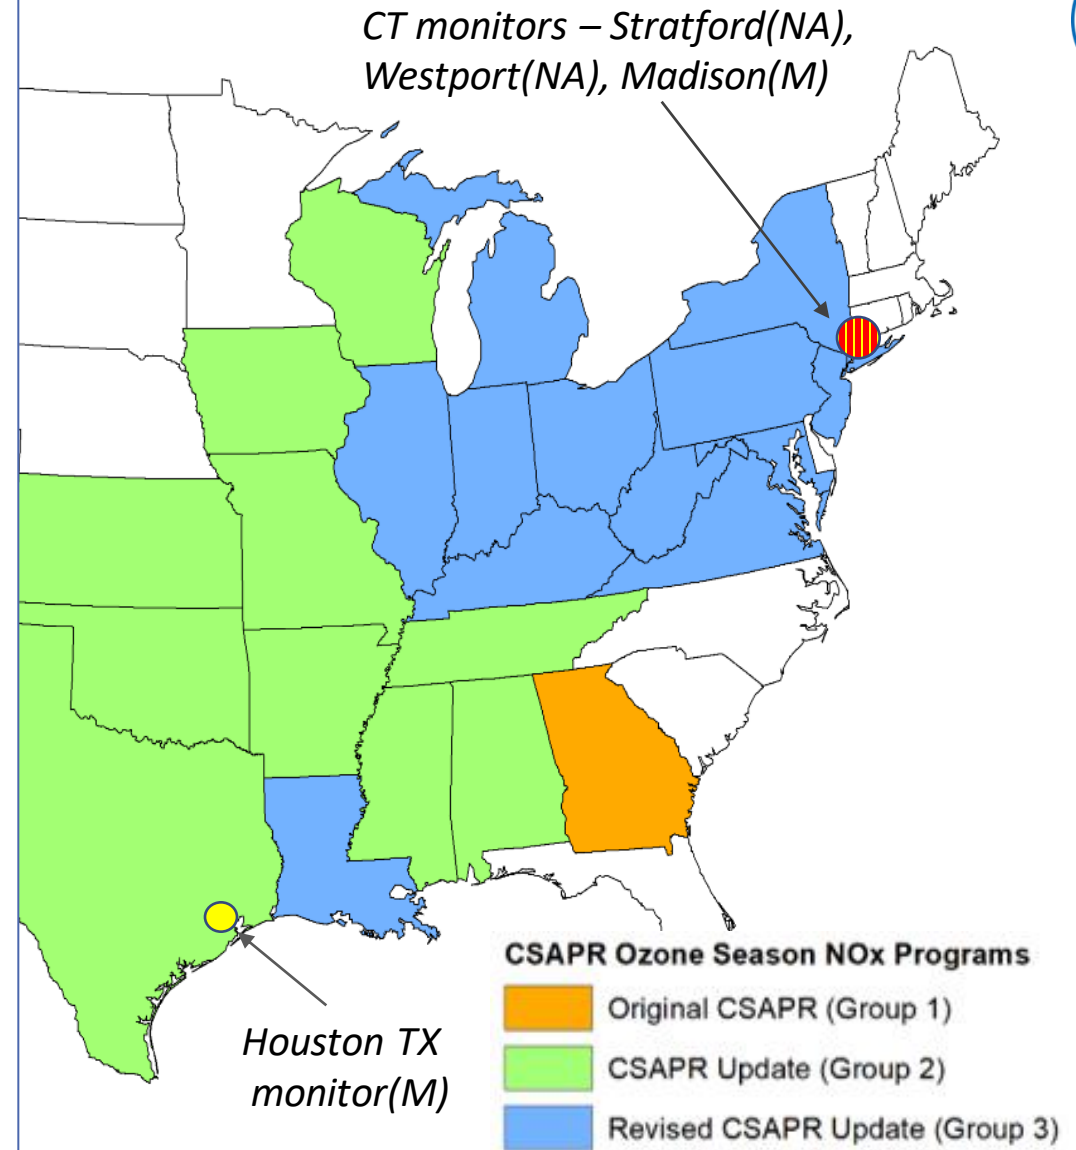 CT monitors – Stratford(NA),
Westport(NA), Madison(M)
Houston TX
monitor(M)
CSAPR Ozone Season NOx Programs
Original CSAPR (Group 1)
CSAPR Update (Group 2)
Revised CSAPR Update (Group 3)